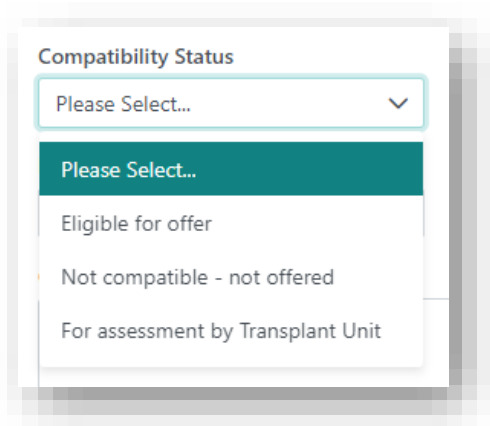 Compatibility Status
Please Select...
Please Select...
Eligible for offer
Not compatible - not offered
For assessment by Transplant Unit